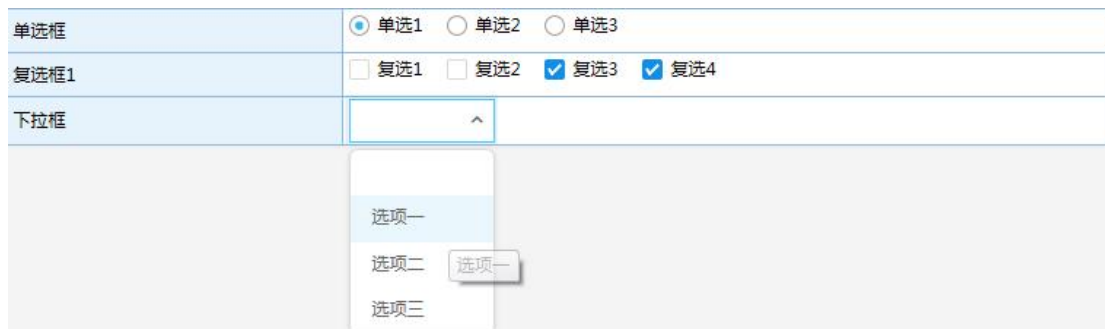 单选框 单选1 单选2 单选3
复选框1 复选1 复选2 复选3 复选4
下拉框
选项一
选项二 选项一
选项三